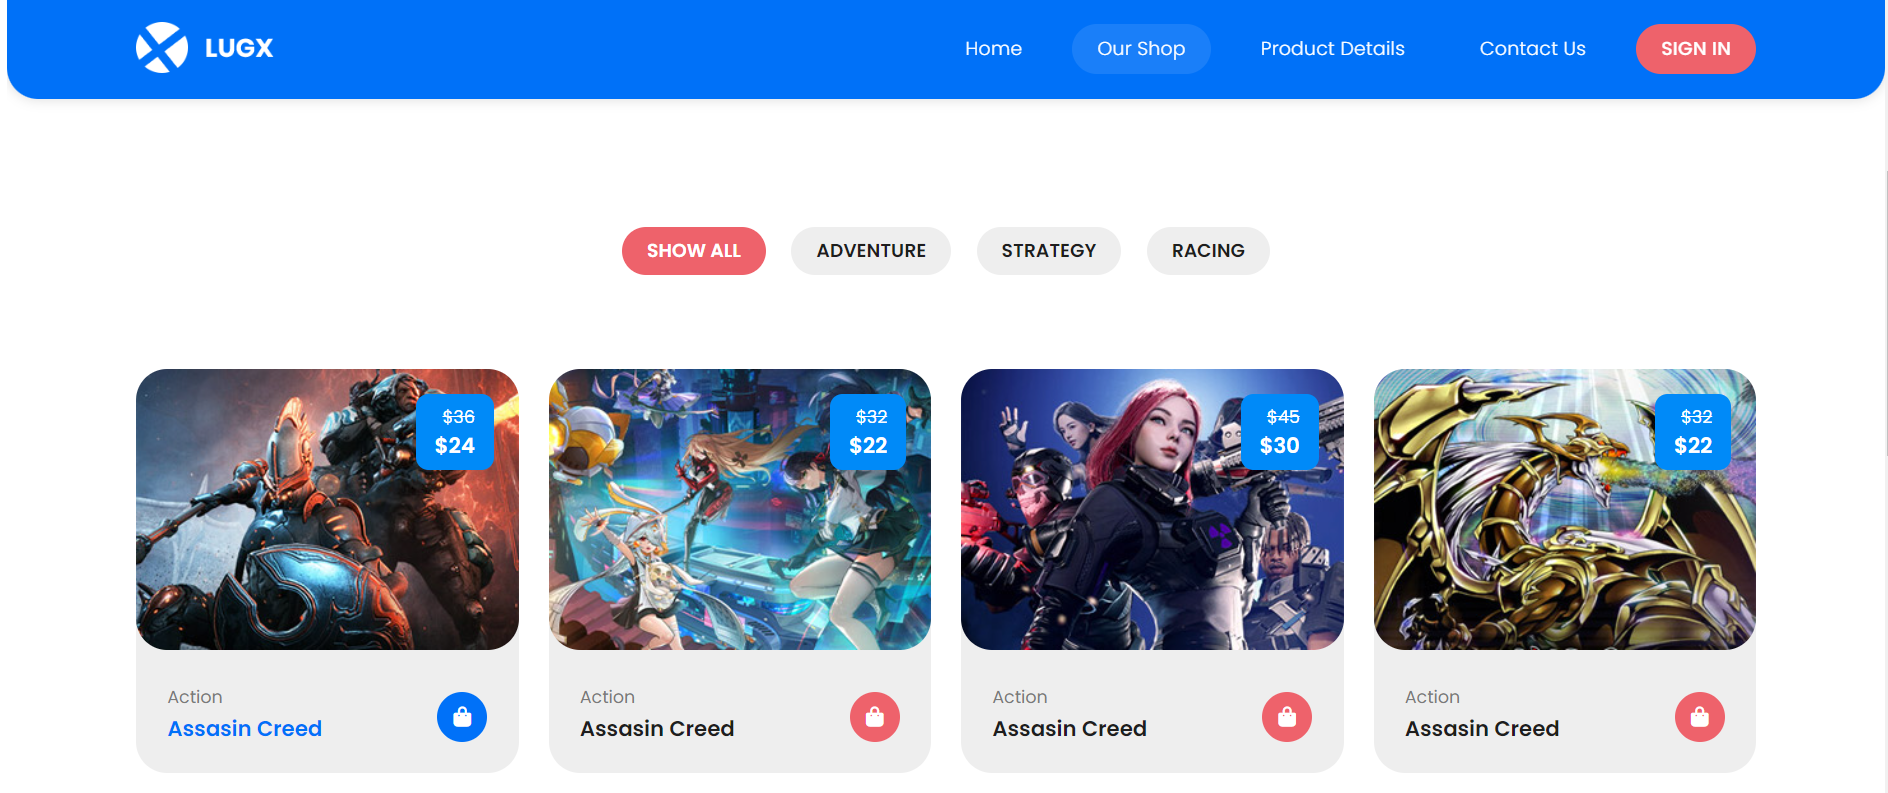 LUGX
Home
Our Shop
Product Details
Contact Us
SIGN IN
SHOW ALL
ADVENTURE
STRATEGY
RACING
$36
$24
$32
$22
$45
$30
$32
$22
Action
Assasin Creed
Action
Assasin Creed
Action
Assasin Creed
Action
Assasin Creed